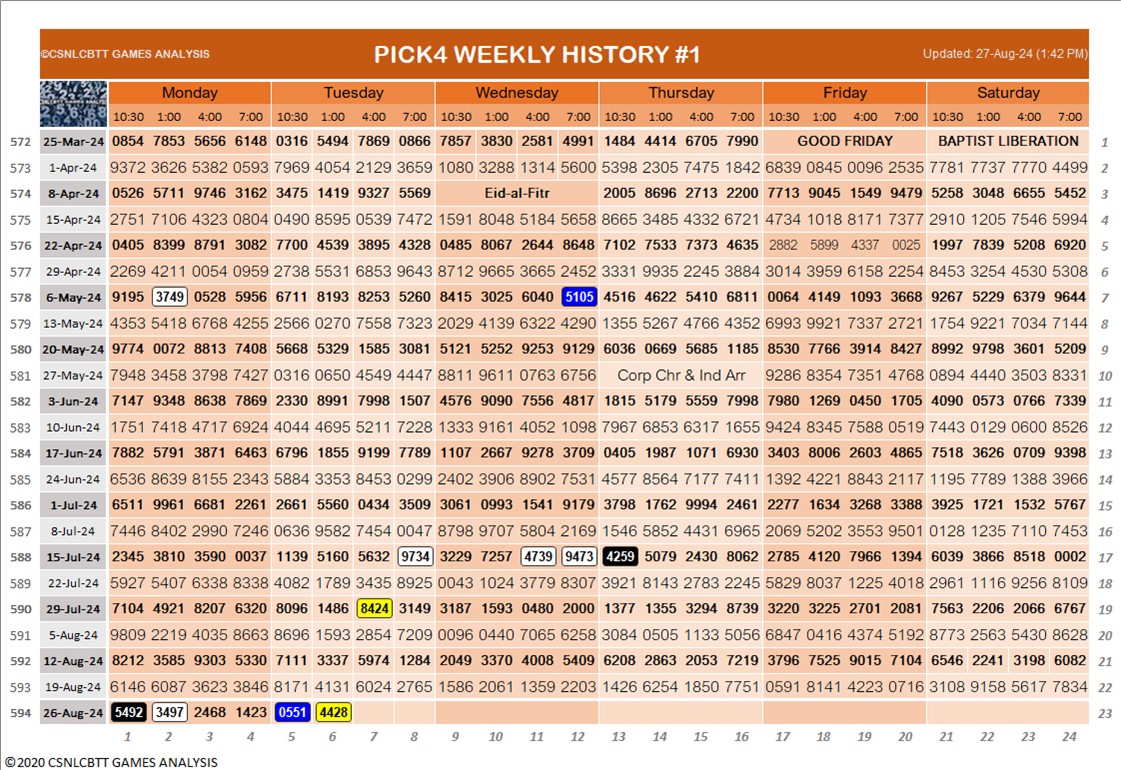 ©CSNLCBTT GAMES ANALYSIS PICK4 WEEKLY HISTORY #1 Updated: 27-Aug-24 (1:42 PM)
Monday Tuesday Wednesday Thursday Friday Saturday
10:30 1:00 4:00 7:00 10:30 1:00 4:00 7:00 10:30 1:00 4:00 7:00 10:30 1:00 4:00 7:00 10:30 1:00 4:00 7:00 10:30 1:00 4:00 7:00
572 25-Mar-24 0854 7853 5656 6148 0316 5494 7869 0866 7857 3830 2581 4991 1484 4414 6705 7990 GOOD FRIDAY BAPTIST LIBERATION 1
573 1-Apr-24 9372 3626 5382 0593 7969 4054 2129 3659 1080 3288 1314 5600 5398 2305 7475 1842 6839 0845 0096 2535 7781 7737 7770 4499 2
574 8-Apr-24 0526 5711 9746 3162 3475 1419 9327 5569 Eid-al-Fitr 2005 8696 2713 2200 7713 9045 1549 9479 5258 3048 6655 5452 3
575 15-Apr-24 2751 7106 4323 0804 0490 8595 0539 7472 1591 8048 5184 5658 8665 3485 4332 6721 4734 1018 8171 7377 2910 1205 7546 5994 4
576 22-Apr-24 0405 8399 8791 3082 7700 4539 3895 4328 0485 8067 2644 8648 7102 7533 7373 4635 2882 5899 4337 0025 1997 7839 5208 6920 5
577 29-Apr-24 2269 4211 0054 0959 2738 5531 6853 9643 8712 9665 3665 2452 3331 9935 2245 3884 3014 3959 6158 2254 8453 3254 4530 5308 6
578 6-May-24 9195 3749 0528 5956 6711 8193 8253 5260 8415 3025 6040 5105 4516 4622 5410 6811 0064 4149 1093 3668 9267 5229 6379 9644 7
579 13-May-24 4353 5418 6768 4255 2566 0270 7558 7323 2029 4139 6322 4290 1355 5267 4766 4352 6993 9921 7337 2721 1754 9221 7034 7144 8
580 20-May-24 9774 0072 8813 7408 5668 5329 1585 3081 5121 5252 9253 9129 6036 0669 5685 1185 8530 7766 3914 8427 8992 9798 3601 5209 9
581 27-May-24 7948 3458 3798 7427 0316 0650 4549 4447 8811 9611 0763 6756 Corp Chr & Ind Arr 9286 8354 7351 4768 0894 4440 3503 8331 10
582 3-Jun-24 7147 9348 8638 7869 2330 8991 7998 1507 4576 9090 7556 4817 1815 5179 5559 7998 7980 1269 0450 1705 4090 0573 0766 7339 11
583 10-Jun-24 1751 7418 4717 6924 4044 4695 5211 7228 1333 9161 4052 1098 7967 6853 6317 1655 9424 8345 7588 0519 7443 0129 0600 8526 12
584 17-Jun-24 7882 5791 3871 6463 6796 1855 9199 7789 1107 2667 9278 3709 0405 1987 1071 6930 3403 8006 2603 4865 7518 3626 0709 9398 13
585 24-Jun-24 6536 8639 8155 2343 5884 3353 8453 0299 2402 3906 8902 7531 4577 8564 7177 7411 1392 4221 8843 2117 1195 7789 1388 3966 14
586 1-Jul-24 6511 9961 6681 2261 2661 5560 0434 3509 3061 0993 1541 9179 3798 1762 9994 2461 2277 1634 3268 3388 3925 1721 1532 5767 15
587 8-Jul-24 7446 8402 2990 7246 0636 9582 7454 0047 8798 9707 5804 2169 1546 5852 4431 6965 2069 5202 3553 9501 0128 1235 7110 7453 16
588 15-Jul-24 2345 3810 3590 0037 1139 5160 5632 9734 3229 7257 4739 9473 4259 5079 2430 8062 2785 4120 7966 1394 6039 3866 8518 0002 17
589 22-Jul-24 5927 5407 6338 8338 4082 1789 3435 8925 0043 1024 3779 8307 3921 8143 2783 2245 5829 8037 1225 4018 2961 1116 9256 8109 18
590 29-Jul-24 7104 4921 8207 6320 8096 1486 8424 3149 3187 1593 0480 2000 1377 1355 3294 8739 3220 3225 2701 2081 7563 2206 2066 6767 19
591 5-Aug-24 9809 2219 4035 8663 8696 1593 2854 7209 0096 0440 7065 6258 3084 0505 1133 5056 6847 0416 4374 5192 8773 2563 5430 8628 20
592 12-Aug-24 8212 3585 9303 5330 7111 3337 5974 1284 2049 3370 4008 5409 6208 2863 2053 7219 3796 7525 9015 7104 6546 2241 3198 6082 21
593 19-Aug-24 6146 6087 3623 3846 8171 4131 6024 2765 1586 2061 1359 2203 1426 6254 1850 7751 0591 8141 4223 0716 3108 9158 5617 7834 22
594 26-Aug-24 5492 3497 2468 1423 0551 4428 23
1 2 3 4 5 6 7 8 9 10 11 12 13 14 15 16 17 18 19 20 21 22 23 24
©2020 CSNLCBTT GAMES ANALYSIS